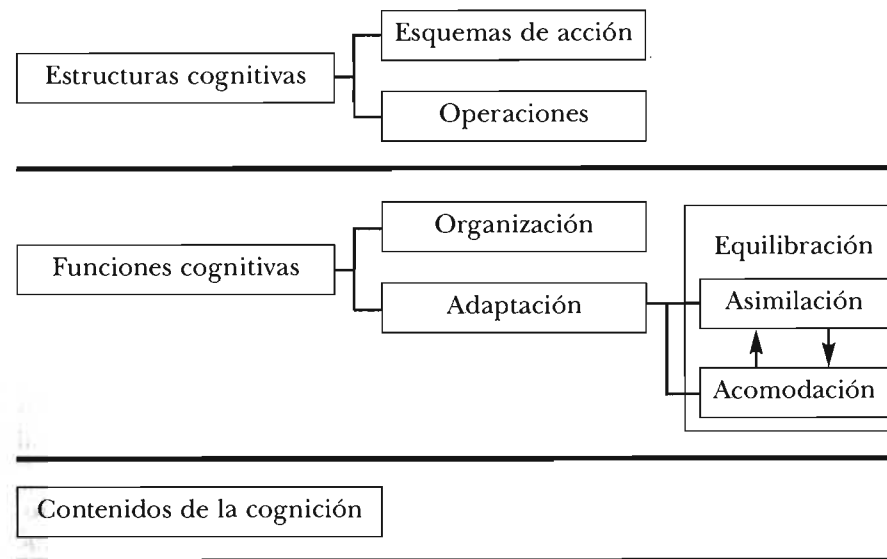 Esquemas de acción
Estructuras cognitivas
Operaciones
Organización
Equilibración
Funciones cognitivas
Adaptación
Asimilación
Acomodación
Contenidos de la cognición